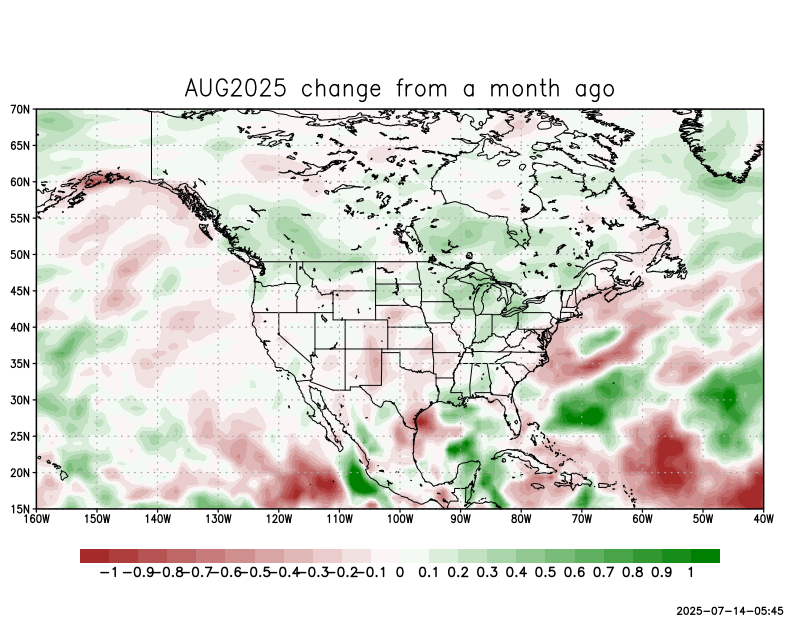 AUG2025 change from a month ago
70N
65N
60N
55N
50N
45N
40N
35N
30N
25N
20N
15N
160W 150W 140W 130W 120W 110W 100W 90W 80W 70W 60W 50W 40W
-1 -0.9 -0.8 -0.7 -0.6 -0.5 -0.4 -0.3 -0.2 -0.1 0 0.1 0.2 0.3 0.4 0.5 0.6 0.7 0.8 0.9 1
2025-07-14-05:45